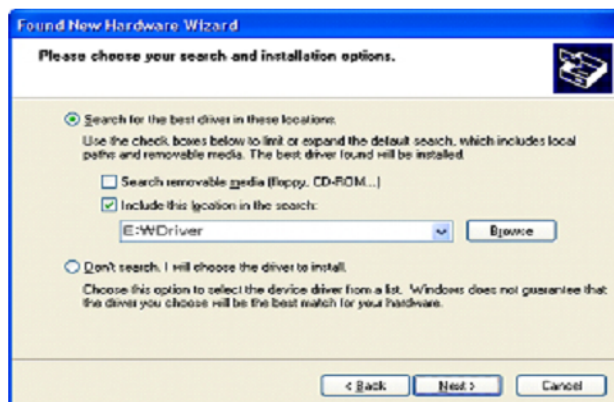 Found New Hardware Wizard
Please choose your search and installation options.
Search for the best driver in these locations.
Use the check boxes below to limit or expand the default search, which includes local
paths and removable media. The best driver found will be installed.
Search removable media (floppy, CD-ROM...)
Include this location in the search:
E:₩Driver
Browse
Don't search. I will choose the driver to install.
Choose this option to select the device driver from a list. Windows does not guarantee that
the driver you choose will be the best match for your hardware.
< Back
Next >
Cancel